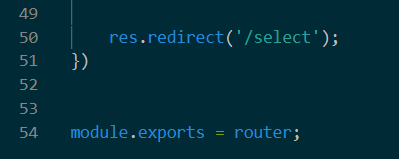 49
50 res.redirect('/select');
51 })
52
53
54 module.exports = router;